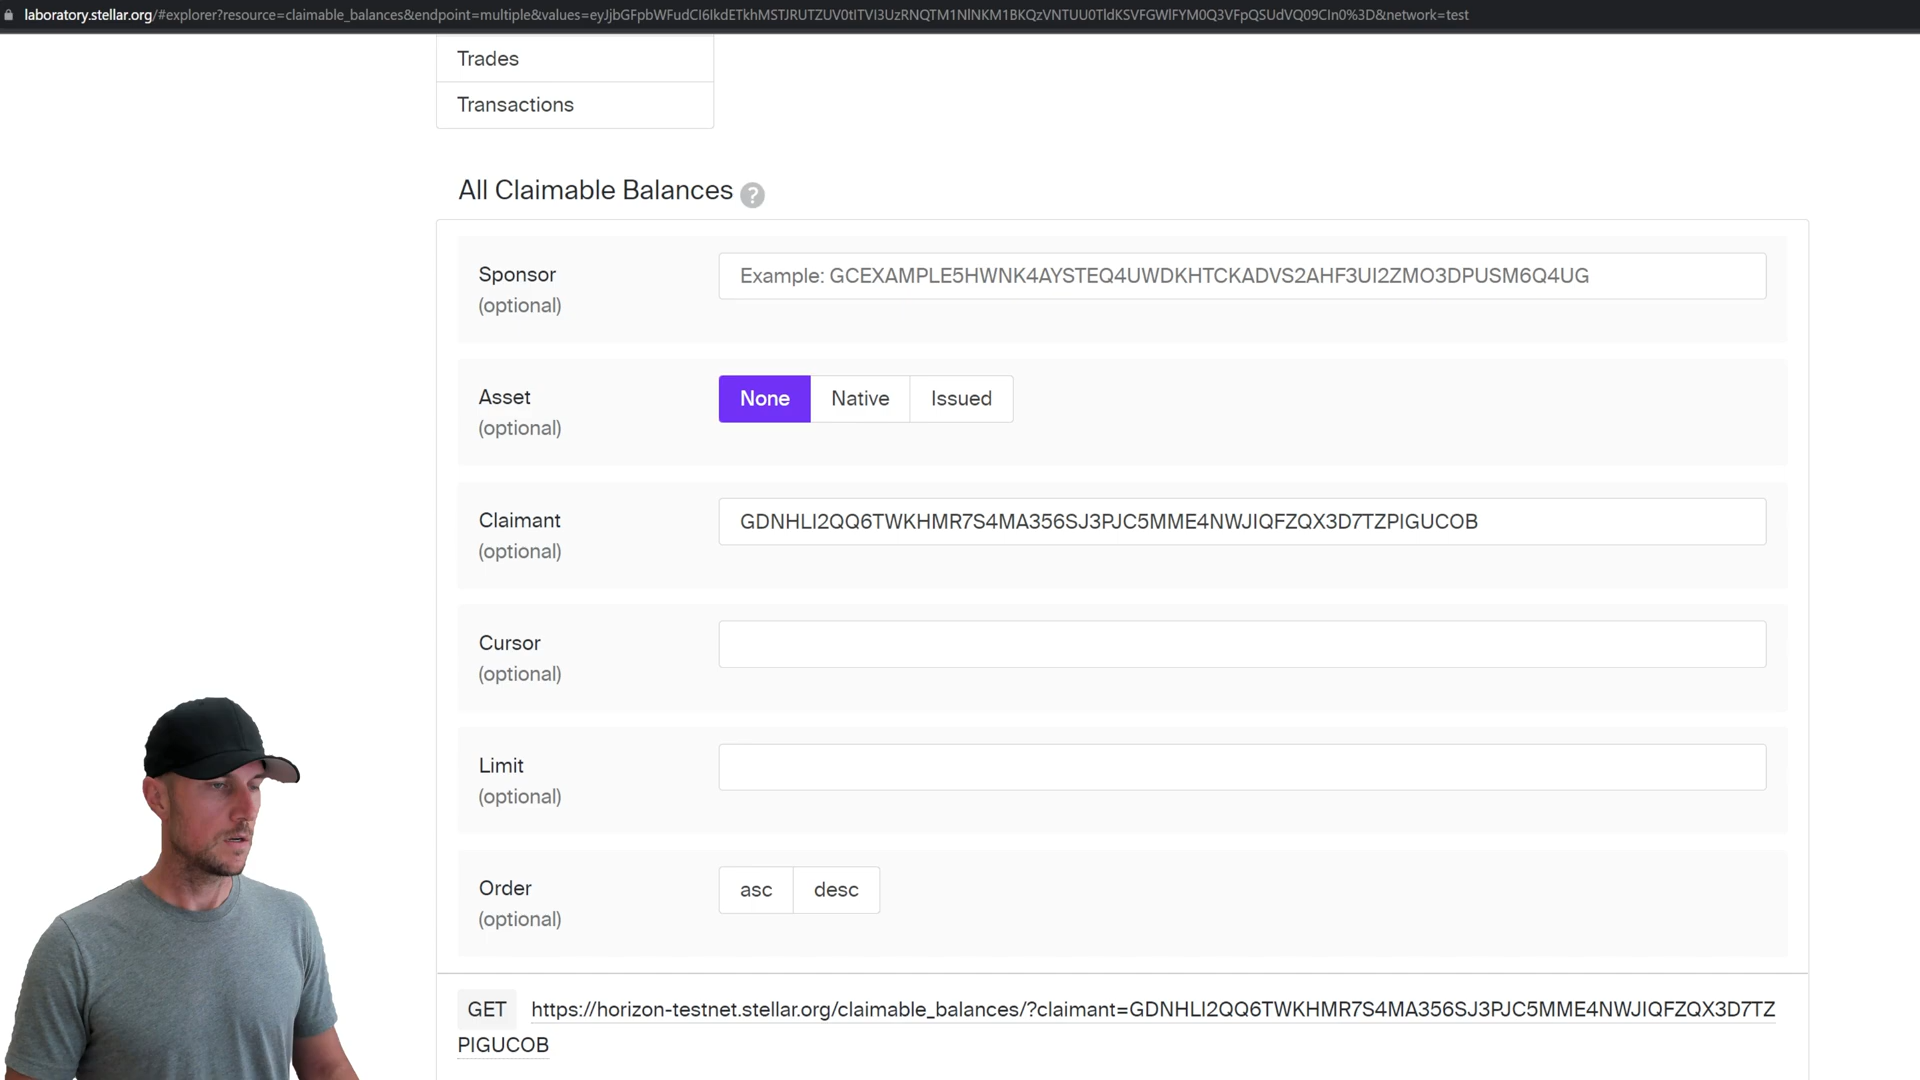 laboratory.stellar.org/#explorer?resource=claimable_balances&endpoint=multiple&values=eyJjbGFpbWFudCI6IkdETkhMSTJRUTZUV0tITVI3UzRNQTM1NlNKM1BKQzVNTUU0TldKSVFGWlFYM0Q3VFpQSUdVQ09CIn0%3D&network=test
Trades
Transactions
All Claimable Balances ?
Sponsor
(optional)
Example: GCEXAMPLE5HWNK4AYSTEQ4UWDKHTCKADVS2AHF3UI2ZMO3DPUSM6Q4UG
Asset
(optional)
None Native Issued
Claimant
(optional)
GDNHLI2QQ6TWKHMR7S4MA356SJ3PJC5MME4NWJIQFZQX3D7TZPIGUCOB
Cursor
(optional)
Limit
(optional)
Order
(optional)
asc desc
GET https://horizon-testnet.stellar.org/claimable_balances/?claimant=GDNHLI2QQ6TWKHMR7S4MA356SJ3PJC5MME4NWJIQFZQX3D7TZ
PIGUCOB